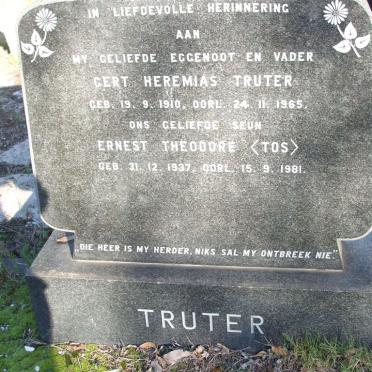 IN LIEFDEVOLLE HERINNERING
AAN
MY GELIEFDE EGGENOOT EN VADER
GERT HEREMIAS TRUTER
GEB. 19. 9. 1910, OORL. 24. 11. 1965,
ONS GELIEFDE SEUN
ERNEST THEODORE <TOS>
GEB. 31. 12. 1937, OORL. 15. 9. 1981.
„DIE HEER IS MY HERDER, NIKS SAL MY ONTBREEK NIE.”
TRUTER